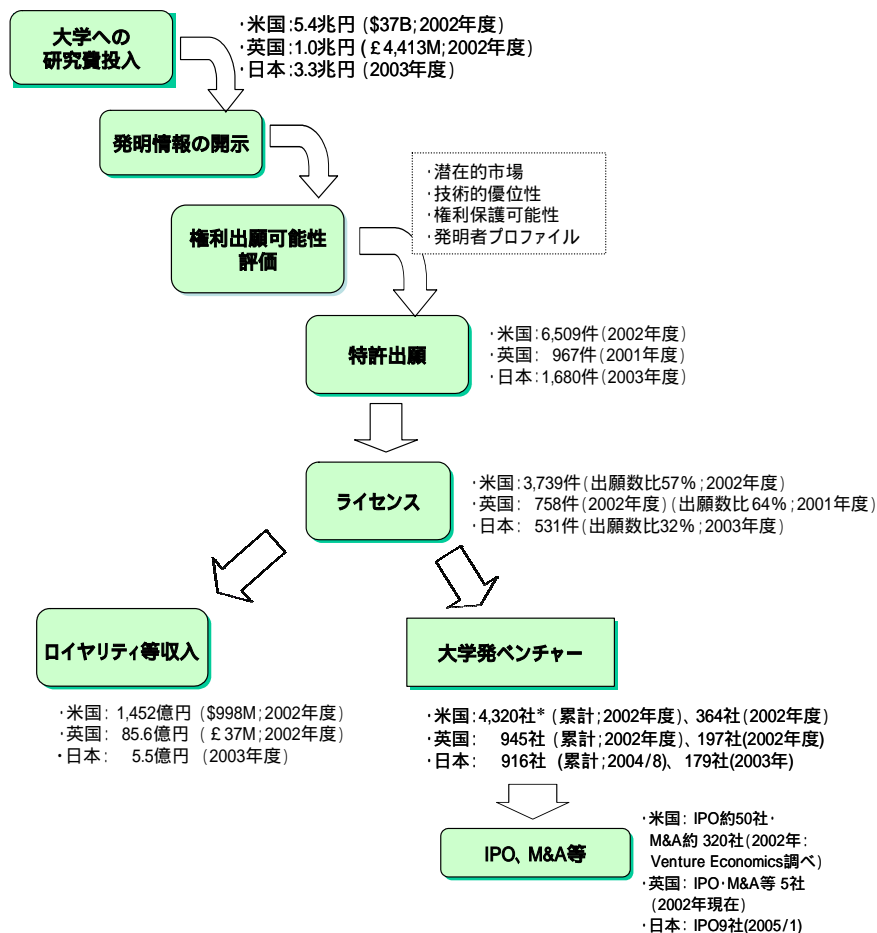 大学への
研究費投入
·米国:5.4兆円 ($37B;2002年度)
·英国:1.0兆円 (£4,413M;2002年度)
·日本:3.3兆円 (2003年度)
発明情報の開示
·潜在的市場
·技術的優位性
·権利保護可能性
·発明者プロファイル
権利出願可能性
評価
特許出願
·米国:6,509件(2002年度)
·英国: 967件(2001年度)
·日本:1,680件(2003年度)
ライセンス
·米国:3,739件(出願数比57%;2002年度)
·英国: 758件(2002年度)(出願数比64%;2001年度)
·日本: 531件(出願数比32%;2003年度)
ロイヤリティ等収入
·米国: 1,452億円 ($998M;2002年度)
·英国: 85.6億円 (£37M;2002年度)
·日本: 5.5億円 (2003年度)
大学発ベンチャー
·米国:4,320社* (累計;2002年度)、364社(2002年度)
·英国: 945社 (累計;2002年度)、197社(2002年度)
·日本: 916社 (累計;2004/8)、179社(2003年)
IPO、M&A等
·米国: IPO約50社·
M&A約 320社(2002年:
Venture Economics調べ)
·英国: IPO·M&A等 5社
(2002年現在)
·日本: IPO9社(2005/1)